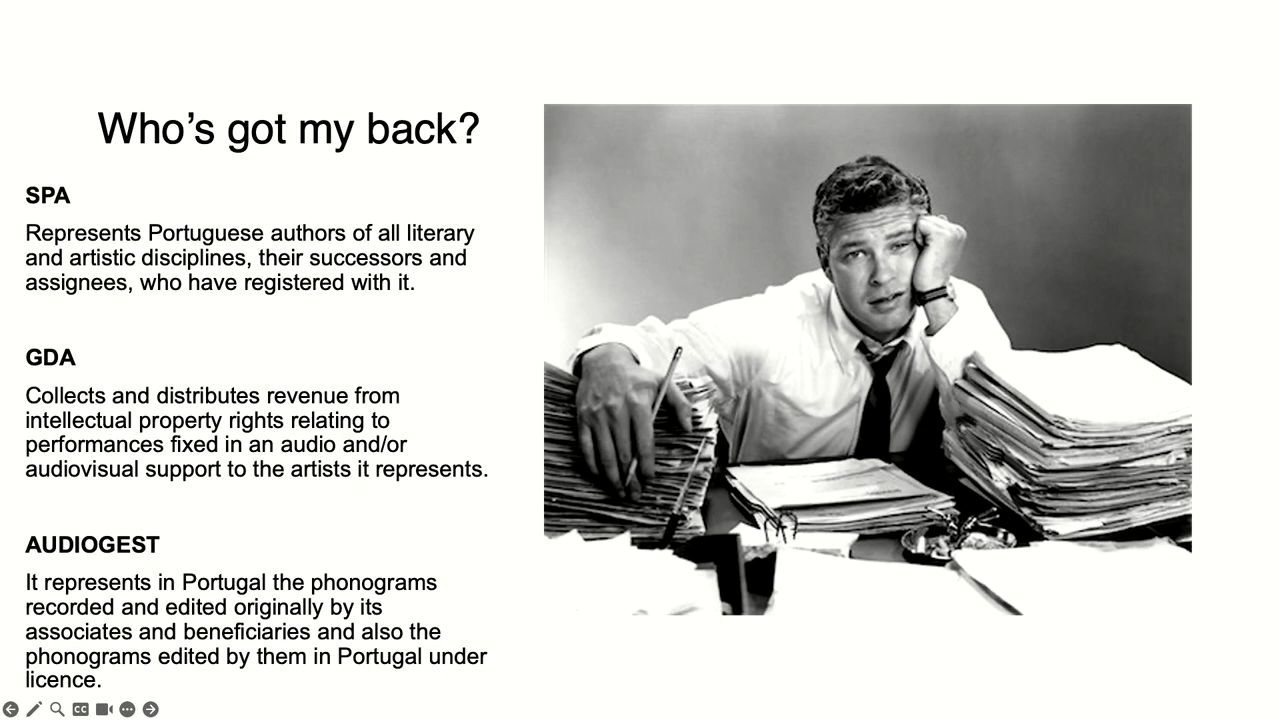 Who’s got my back?
SPA
Represents Portuguese authors of all literary
and artistic disciplines, their successors and
assignees, who have registered with it.
GDA
Collects and distributes revenue from
intellectual property rights relating to
performances fixed in an audio and/or
audiovisual support to the artists it represents.
AUDIOGEST
It represents in Portugal the phonograms
recorded and edited originally by its
associates and beneficiaries and also the
phonograms edited by them in Portugal under
licence.
CC